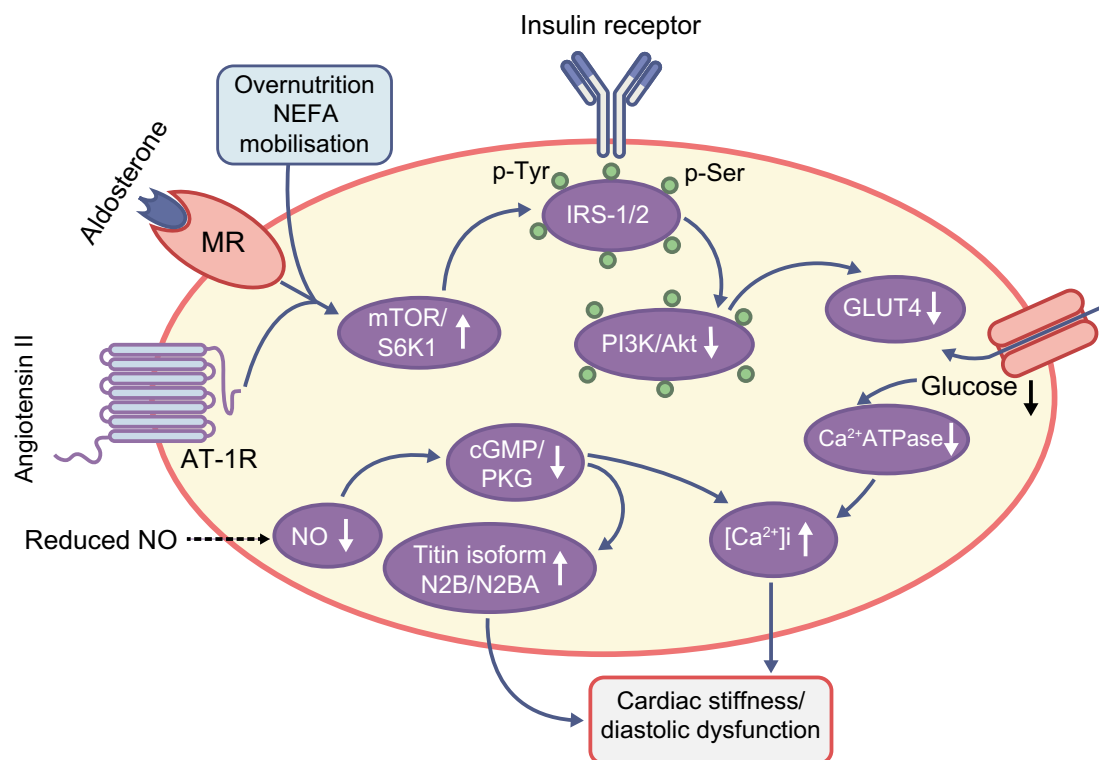 Insulin receptor
Overnutrition
NEFA
mobilisation
Aldosterone
MR
p-Tyr
p-Ser
IRS-1/2
mTOR/
S6K1
PI3K/Akt
GLUT4
Glucose
Angiotensin II
AT-1R
Ca²⁺ATPase
cGMP/
PKG
Reduced NO
NO
Titin isoform
N2B/N2BA
[Ca²⁺]i
Cardiac stiffness/
diastolic dysfunction